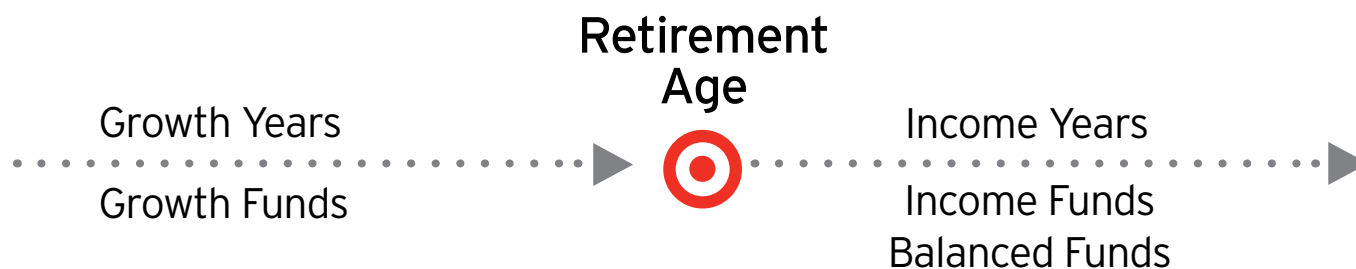 Retirement
Age
Growth Years
Growth Funds
Income Years
Income Funds
Balanced Funds